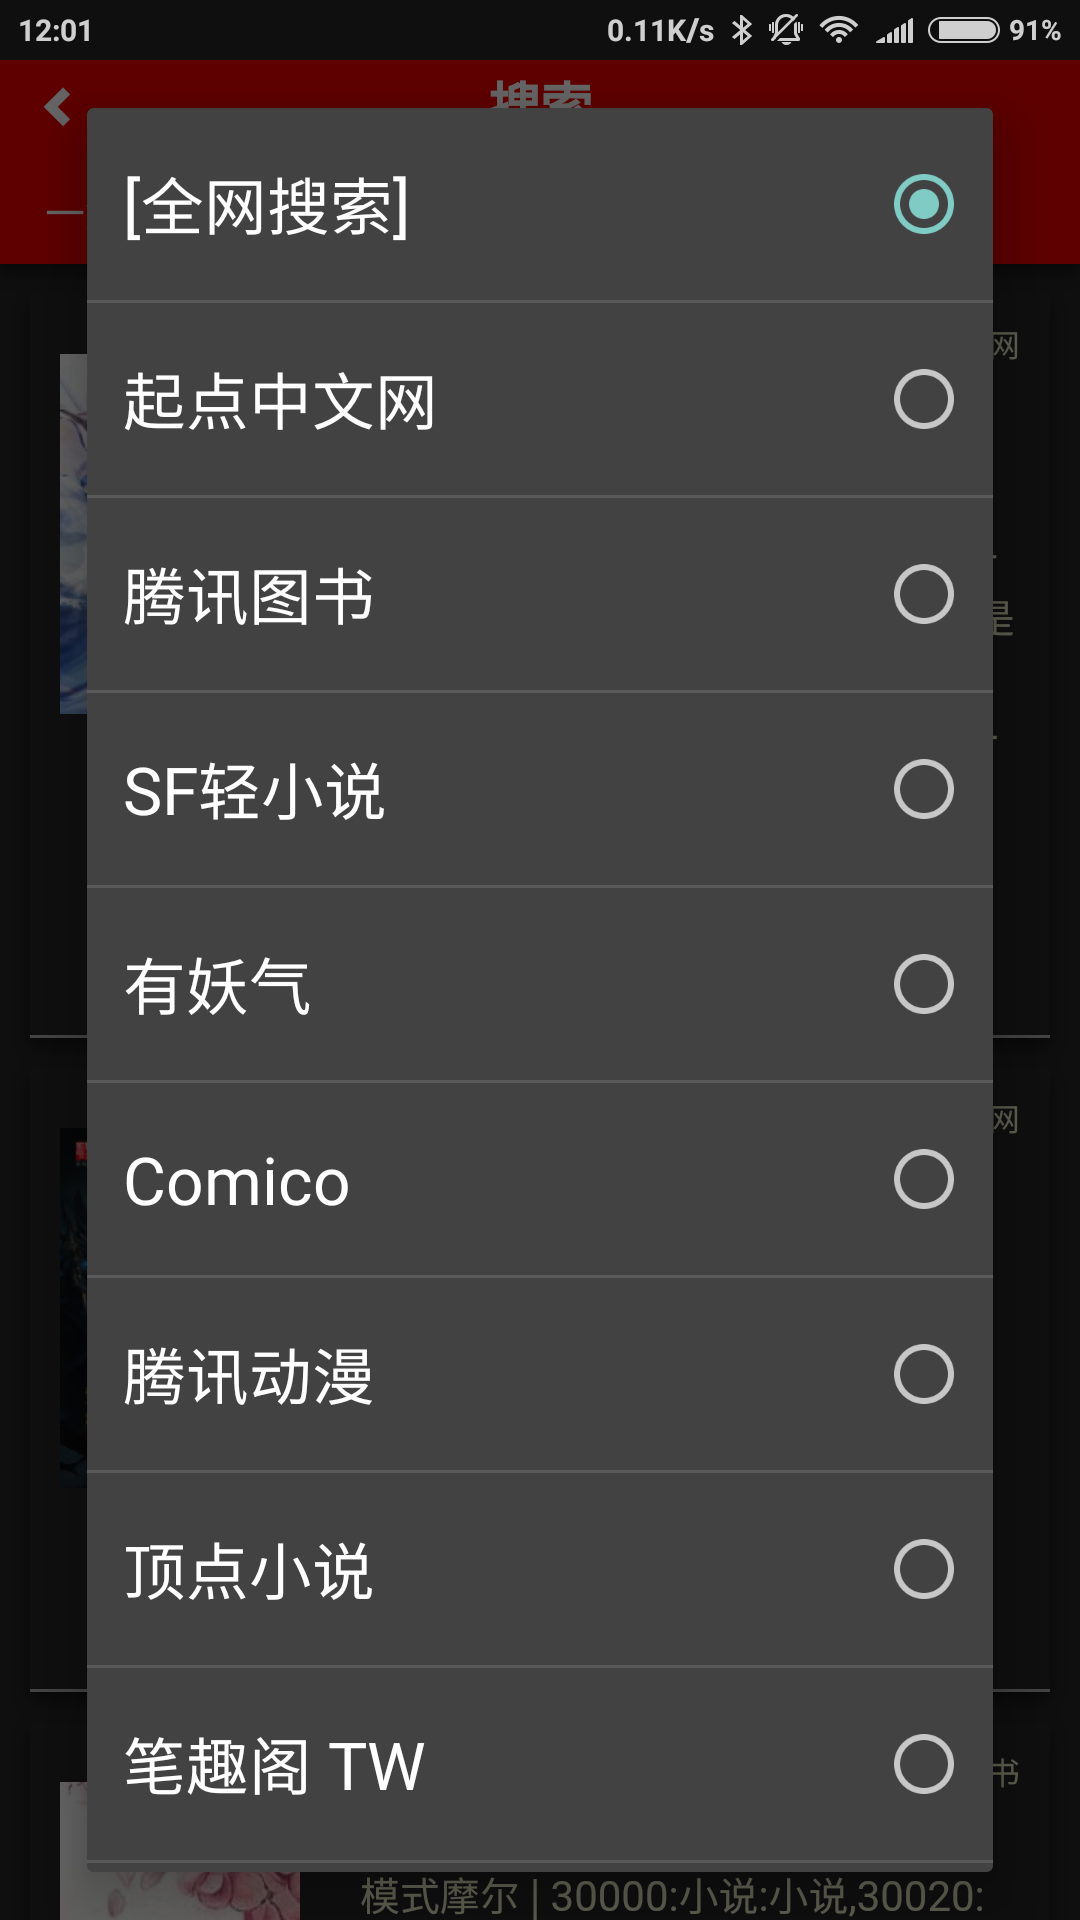 12:01 0.11K/s 91%
搜索
[全网搜索]
网
起点中文网
腾讯图书
是
SF轻小说
有妖气
网
Comico
腾讯动漫
顶点小说
笔趣阁 TW
书
模式摩尔 | 30000:小说:小说,30020: